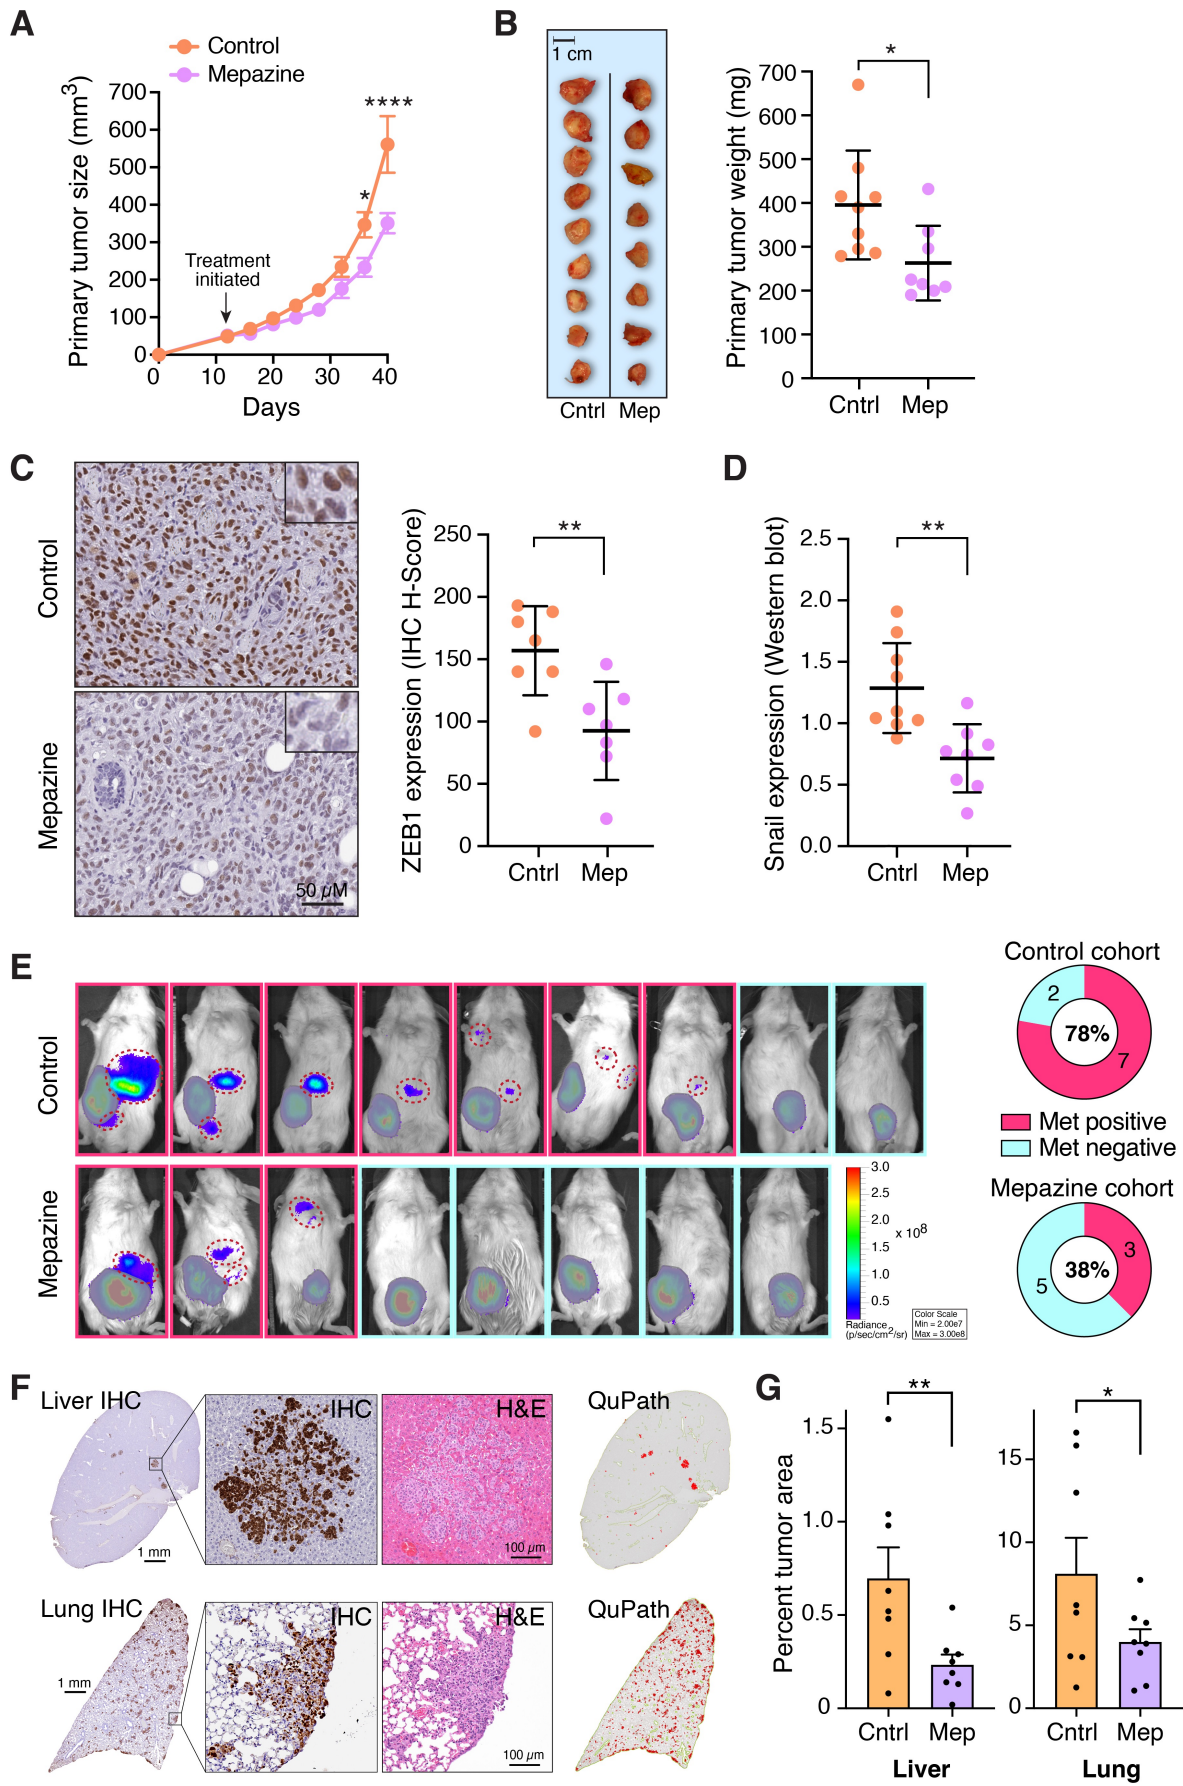 A
Control
Mepazine
Primary tumor size (mm3)
700
600
500
400
300
200
100
0
****
*
Treatment
initiated
0
10
20
30
40
Days
B
1 cm
Cntrl
Mep
Primary tumor weight (mg)
700
600
500
400
300
200
100
0
*
Cntrl
Mep
C
Control
Mepazine
50 µM
ZEB1 expression (IHC H-Score)
250
200
150
100
50
0
**
Cntrl
Mep
D
Snail expression (Western blot)
2.5
2.0
1.5
1.0
0.5
0.0
**
Cntrl
Mep
E
Control
Mepazine
3.0
2.5
2.0
1.5
1.0
0.5
x 108
Radiance
(p/sec/cm2/sr)
Color Scale
Min = 2.00e7
Max = 3.00e8
Control cohort
2
78%
7
Met positive
Met negative
Mepazine cohort
3
38%
5
F
Liver IHC
1 mm
IHC
H&E
100 µm
QuPath
Lung IHC
1 mm
IHC
H&E
100 µm
QuPath
G
Percent tumor area
1.5
1.0
0.5
0
**
Cntrl
Mep
Liver
15
10
5
0
*
Cntrl
Mep
Lung